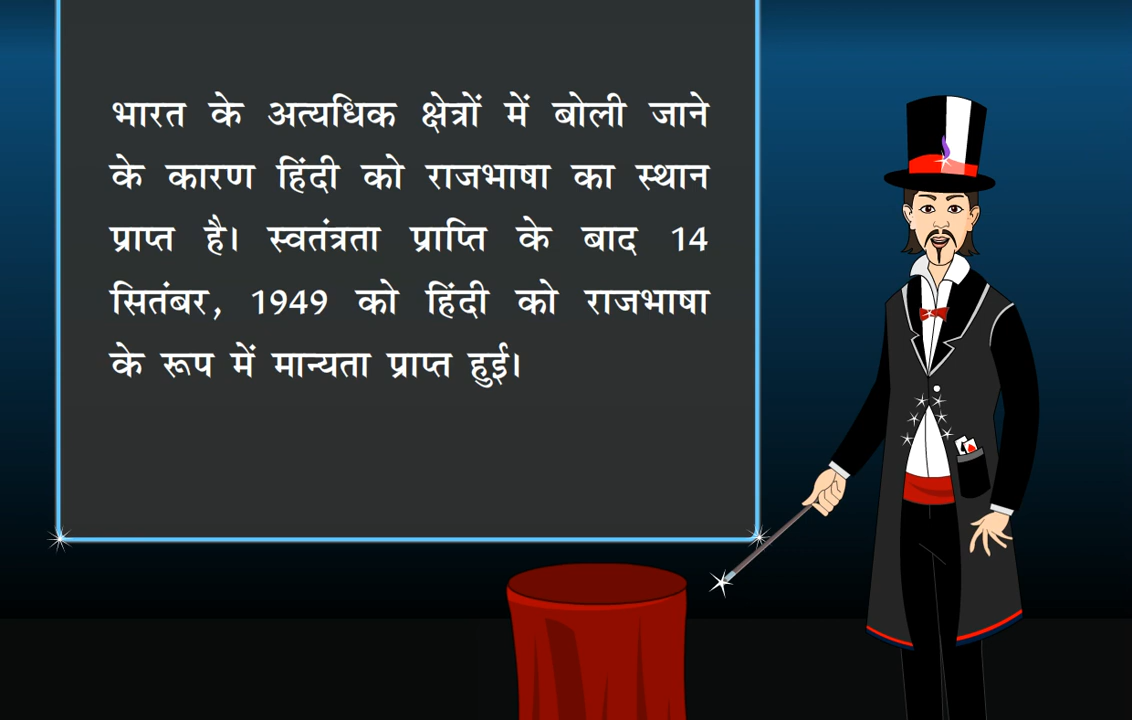 भारत के अत्यधिक क्षेत्रों में बोली जाने
के कारण हिंदी को राजभाषा का स्थान
प्राप्त है। स्वतंत्रता प्राप्ति के बाद 14
सितंबर, 1949 को हिंदी को राजभाषा
के रूप में मान्यता प्राप्त हुई।